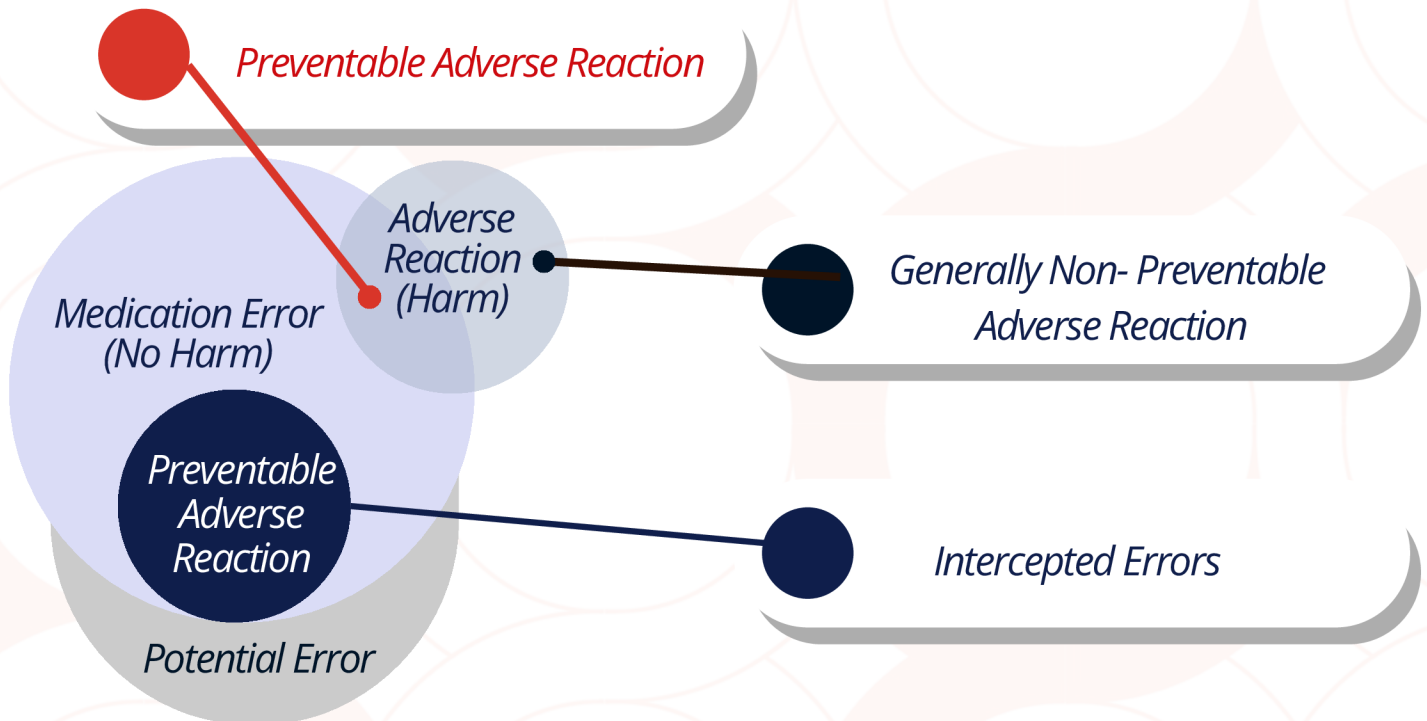 Preventable Adverse Reaction
Adverse
Reaction
(Harm)
Generally Non- Preventable
Adverse Reaction
Medication Error
(No Harm)
Preventable
Adverse
Reaction
Intercepted Errors
Potential Error